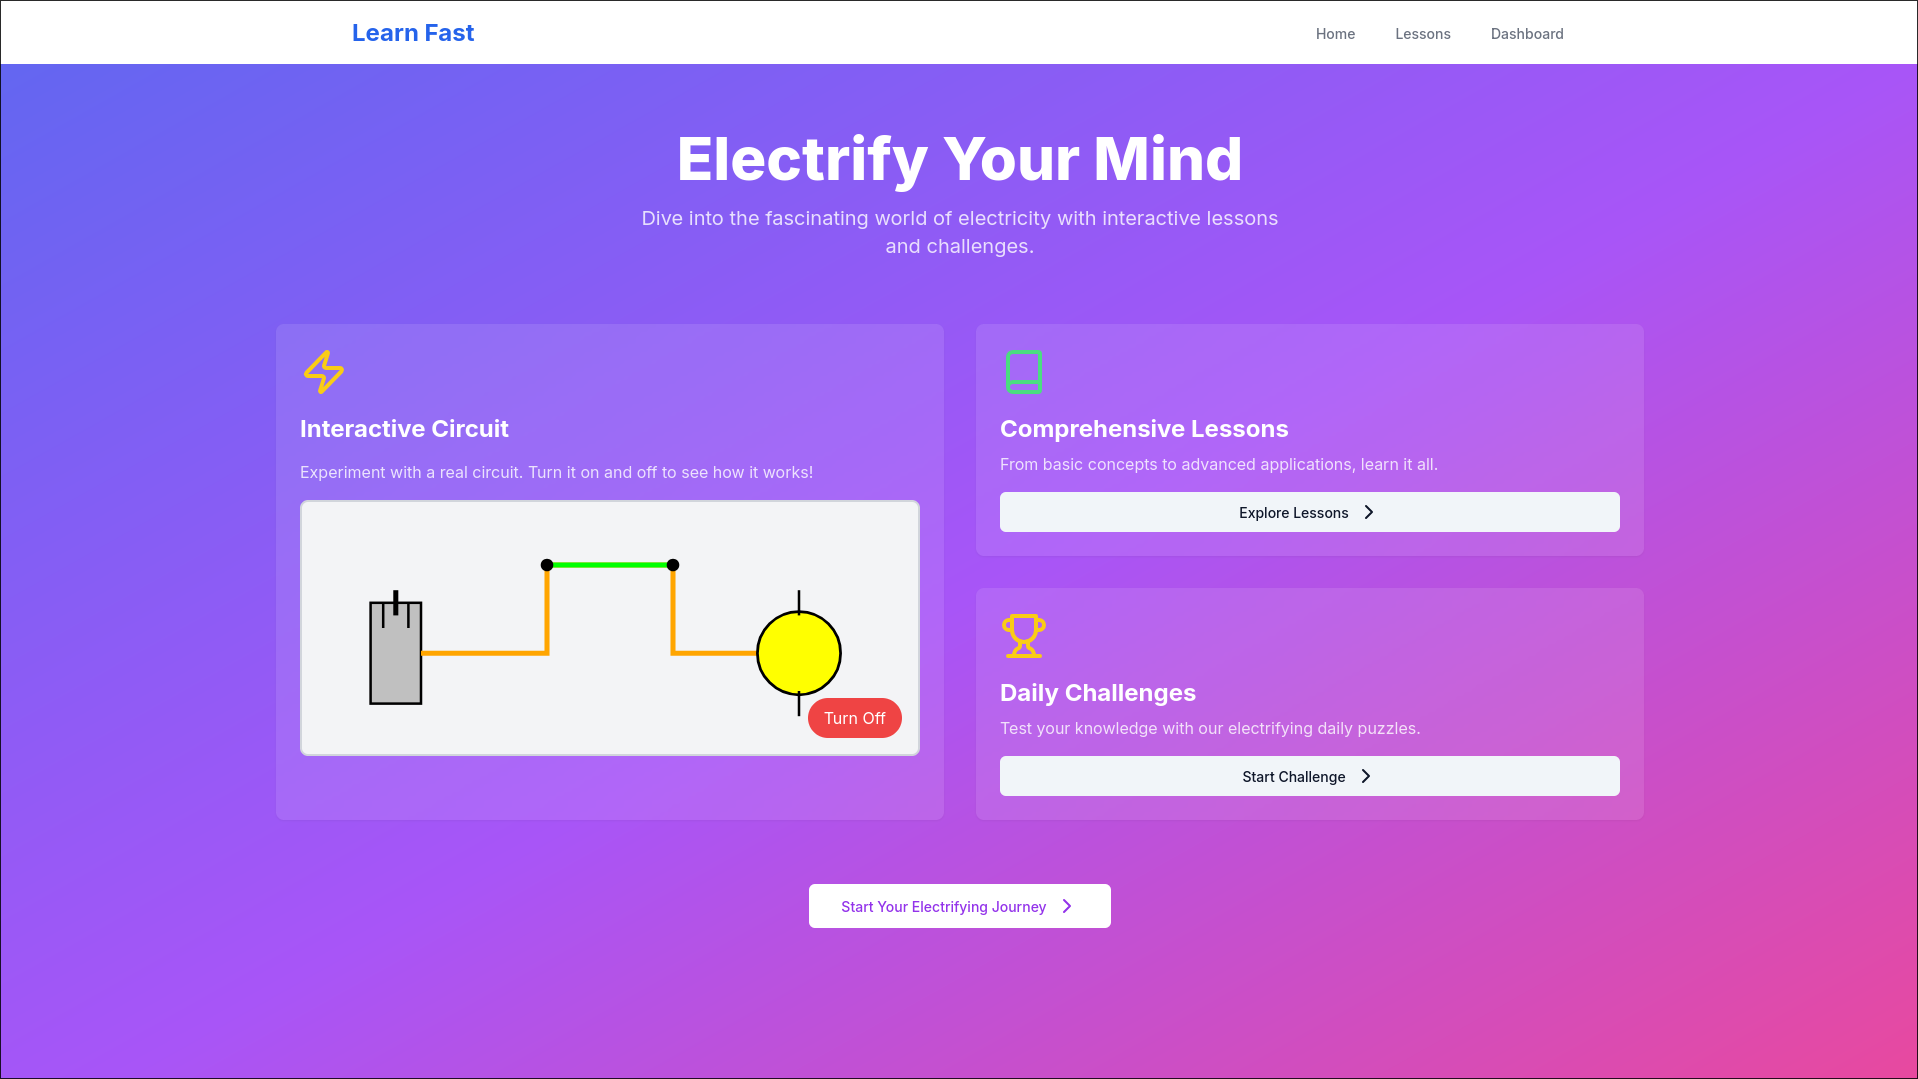 Learn Fast
Home
Lessons
Dashboard
Electrify Your Mind
Dive into the fascinating world of electricity with interactive lessons
and challenges.
Interactive Circuit
Experiment with a real circuit. Turn it on and off to see how it works!
Turn Off
Comprehensive Lessons
From basic concepts to advanced applications, learn it all.
Explore Lessons
Daily Challenges
Test your knowledge with our electrifying daily puzzles.
Start Challenge
Start Your Electrifying Journey